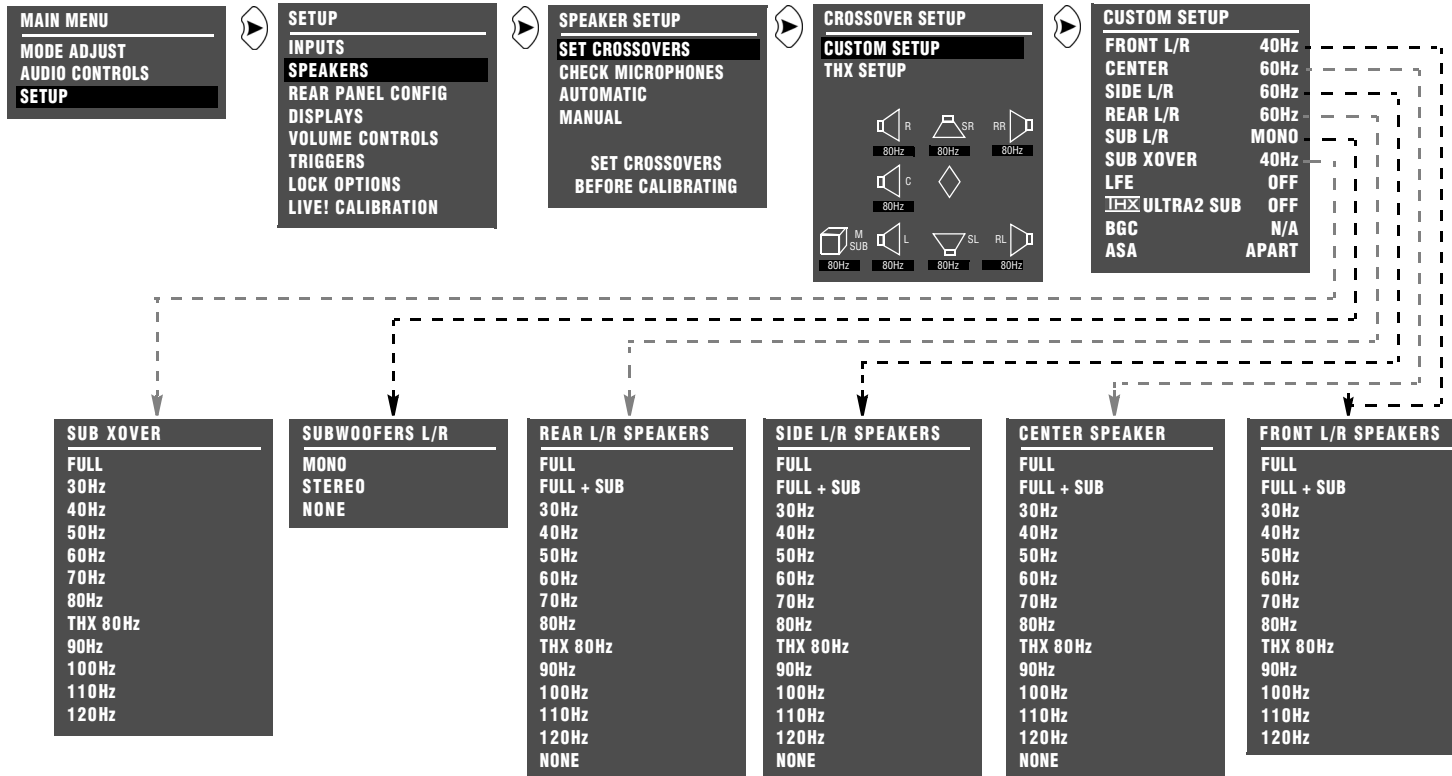 MAIN MENU
MODE ADJUST
AUDIO CONTROLS
SETUP
SETUP
INPUTS
SPEAKERS
REAR PANEL CONFIG
DISPLAYS
VOLUME CONTROLS
TRIGGERS
LOCK OPTIONS
LIVE! CALIBRATION
SPEAKER SETUP
SET CROSSOVERS
CHECK MICROPHONES
AUTOMATIC
MANUAL
SET CROSSOVERS
BEFORE CALIBRATING
CROSSOVER SETUP
CUSTOM SETUP
THX SETUP
R SR RR
80Hz 80Hz 80Hz
C
80Hz
M
SUB L SL RL
80Hz 80Hz 80Hz 80Hz
CUSTOM SETUP
FRONT L/R 40Hz
CENTER 60Hz
SIDE L/R 60Hz
REAR L/R 60Hz
SUB L/R MONO
SUB XOVER 40Hz
LFE OFF
THX ULTRA2 SUB OFF
BGC N/A
ASA APART
SUB XOVER
FULL
30Hz
40Hz
50Hz
60Hz
70Hz
80Hz
THX 80Hz
90Hz
100Hz
110Hz
120Hz
SUBWOOFERS L/R
MONO
STEREO
NONE
REAR L/R SPEAKERS
FULL
FULL + SUB
30Hz
40Hz
50Hz
60Hz
70Hz
80Hz
THX 80Hz
90Hz
100Hz
110Hz
120Hz
NONE
SIDE L/R SPEAKERS
FULL
FULL + SUB
30Hz
40Hz
50Hz
60Hz
70Hz
80Hz
THX 80Hz
90Hz
100Hz
110Hz
120Hz
NONE
CENTER SPEAKER
FULL
FULL + SUB
30Hz
40Hz
50Hz
60Hz
70Hz
80Hz
THX 80Hz
90Hz
100Hz
110Hz
120Hz
NONE
FRONT L/R SPEAKERS
FULL
FULL + SUB
30Hz
40Hz
50Hz
60Hz
70Hz
80Hz
THX 80Hz
90Hz
100Hz
110Hz
120Hz